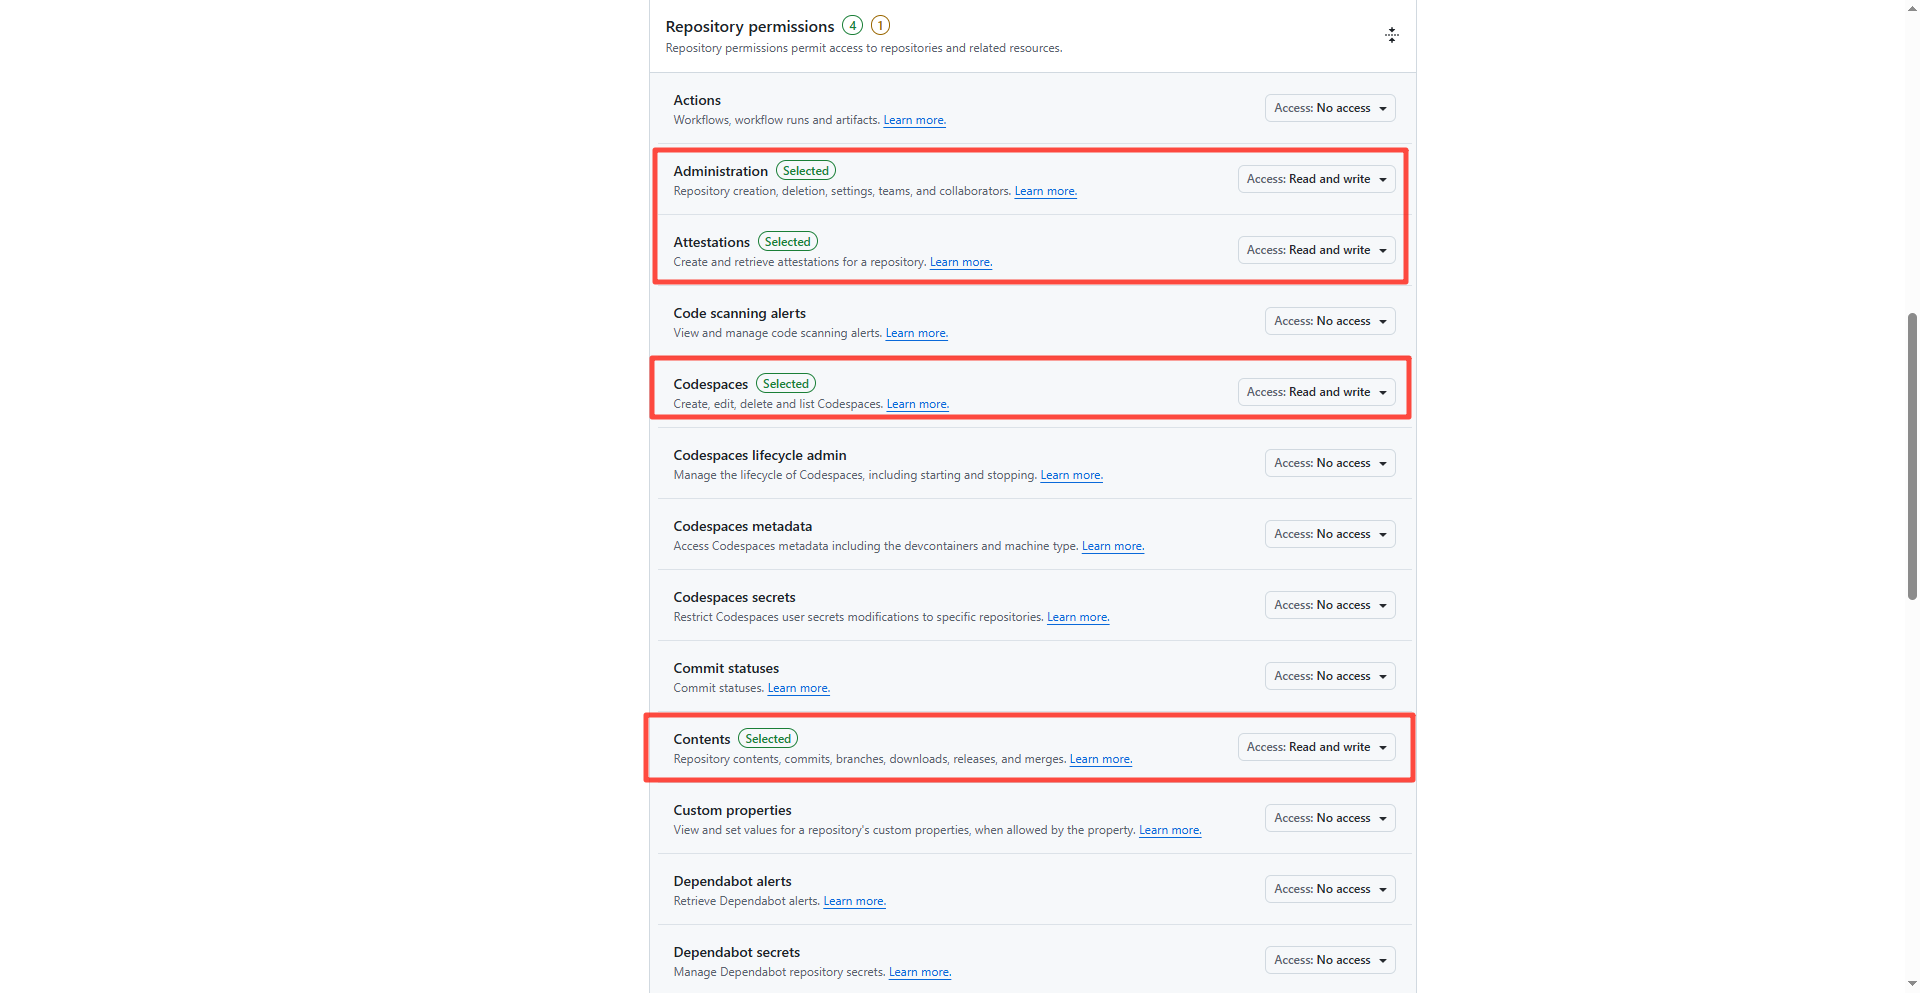 Repository permissions 4 1
Repository permissions permit access to repositories and related resources.
Actions
Access: No access
Workflows, workflow runs and artifacts. Learn more.
Administration Selected
Access: Read and write
Repository creation, deletion, settings, teams, and collaborators. Learn more.
Attestations Selected
Access: Read and write
Create and retrieve attestations for a repository. Learn more.
Code scanning alerts
Access: No access
View and manage code scanning alerts. Learn more.
Codespaces Selected
Access: Read and write
Create, edit, delete and list Codespaces. Learn more.
Codespaces lifecycle admin
Access: No access
Manage the lifecycle of Codespaces, including starting and stopping. Learn more.
Codespaces metadata
Access: No access
Access Codespaces metadata including the devcontainers and machine type. Learn more.
Codespaces secrets
Access: No access
Restrict Codespaces user secrets modifications to specific repositories. Learn more.
Commit statuses
Access: No access
Commit statuses. Learn more.
Contents Selected
Access: Read and write
Repository contents, commits, branches, downloads, releases, and merges. Learn more.
Custom properties
Access: No access
View and set values for a repository's custom properties, when allowed by the property. Learn more.
Dependabot alerts
Access: No access
Retrieve Dependabot alerts. Learn more.
Dependabot secrets
Access: No access
Manage Dependabot repository secrets. Learn more.